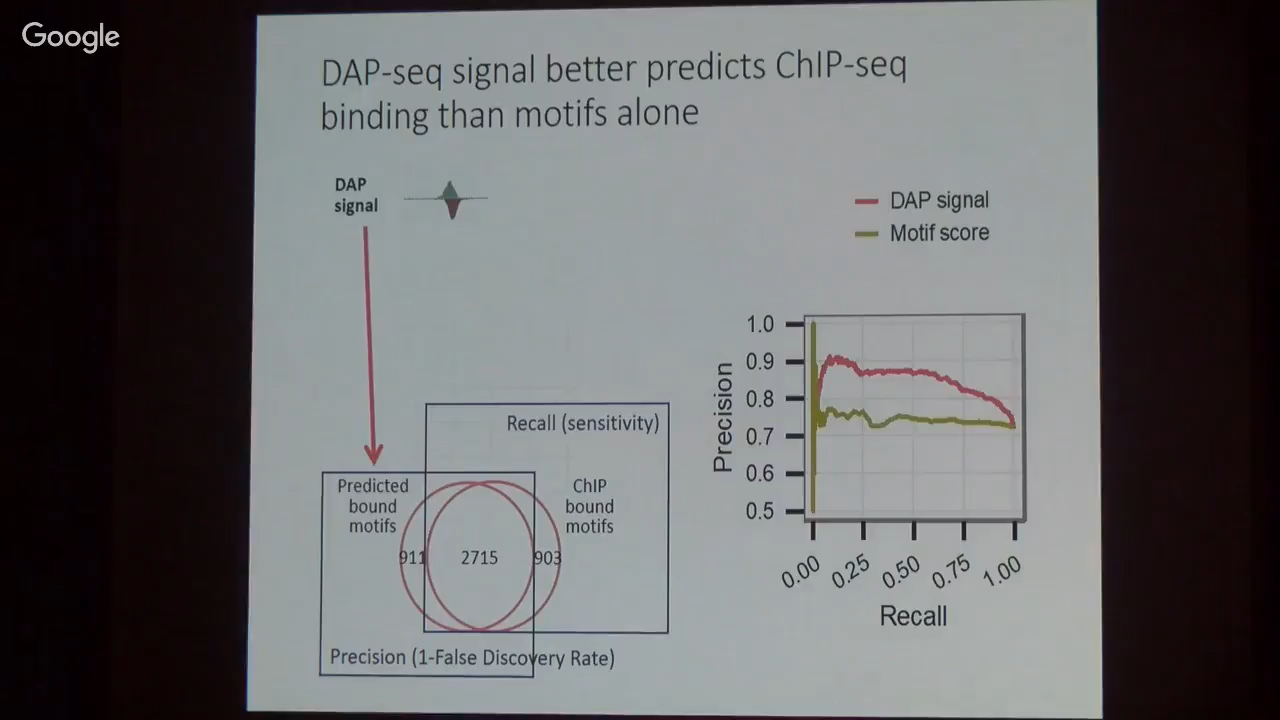 Google
DAP-seq signal better predicts ChIP-seq
binding than motifs alone
DAP
signal
DAP signal
Motif score
Recall (sensitivity)
Predicted
bound
motifs
ChIP
bound
motifs
911
2715
903
Precision (1-False Discovery Rate)
Precision
1.0
0.9
0.8
0.7
0.6
0.5
0.00
0.25
0.50
0.75
1.00
Recall